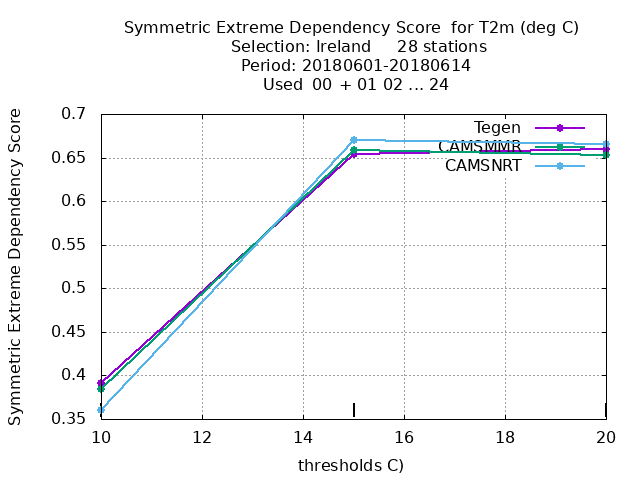 Symmetric Extreme Dependency Score  for T2m (deg C)
Selection: Ireland     28 stations
Period: 20180601-20180614
Used  00 + 01 02 ... 24
Symmetric Extreme Dependency Score
0.7
0.65
0.6
0.55
0.5
0.45
0.4
0.35
Tegen
CAMSMMR
CAMSNRT
10
12
14
16
18
20
thresholds C)